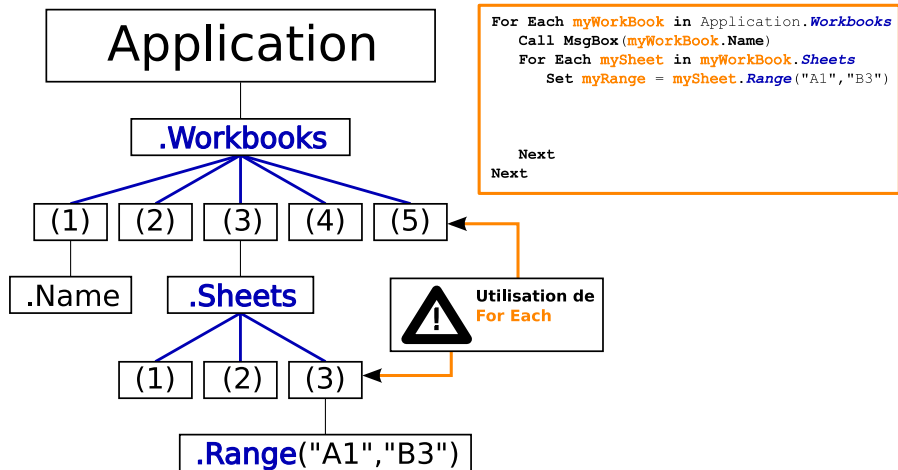 Application
.Workbooks
(1) (2) (3) (4) (5)
.Name
.Sheets
(1) (2) (3)
.Range("A1","B3")
For Each myWorkBook in Application.Workbooks
Call MsgBox(myWorkBook.Name)
For Each mySheet in myWorkBook.Sheets
Set myRange = mySheet.Range("A1","B3")
Next
Next
!
Utilisation de
For Each